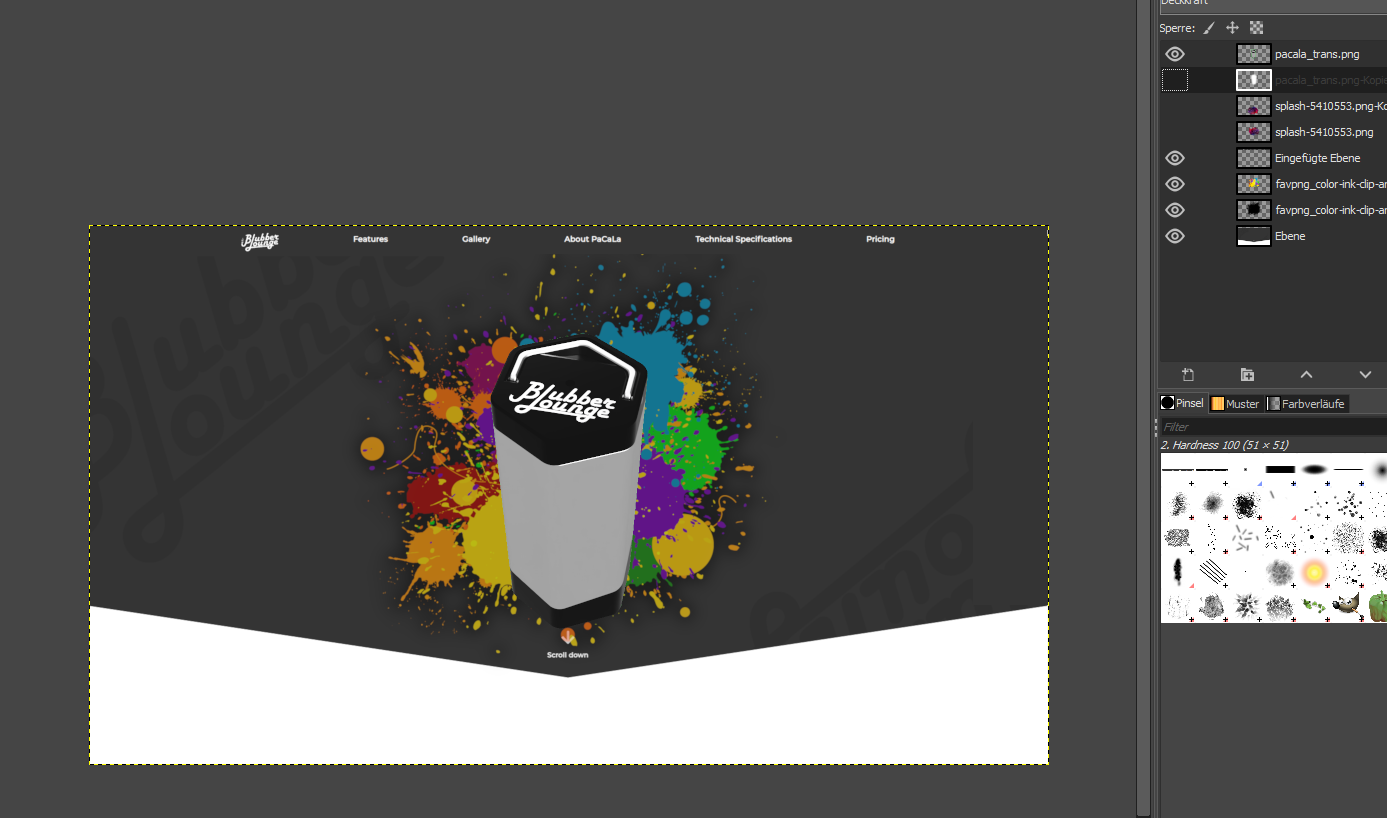 Deckkraft
Sperre:
pacala_trans.png
pacala_trans.png-Kopie
splash-5410553.png-Ko
splash-5410553.png
Eingefügte Ebene
favpng_color-ink-clip-ar
favpng_color-ink-clip-ar
Ebene
Pinsel
Muster
Farbverläufe
Filter
2. Hardness 100 (51 × 51)
Blubber
Lounge
Features
Gallery
About PaCaLa
Technical Specifications
Pricing
Blubber
Lounge
Blubber
Lounge
Scroll down